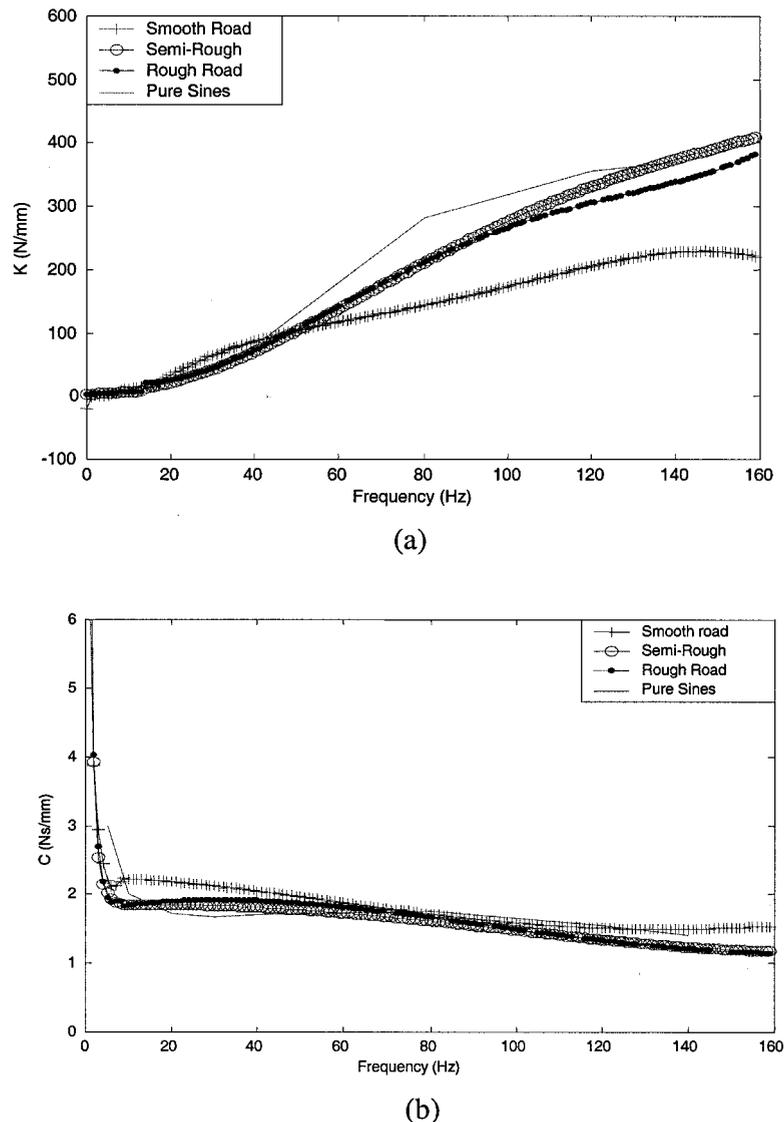 600
500
400
300
200
100
0
-100
K (N/mm)
Smooth Road
Semi-Rough
Rough Road
Pure Sines
0 20 40 60 80 100 120 140 160
Frequency (Hz)
(a)
6
5
4
3
2
1
0
C (Ns/mm)
Smooth road
Semi-Rough
Rough Road
Pure Sines
0 20 40 60 80 100 120 140 160
Frequency (Hz)
(b)